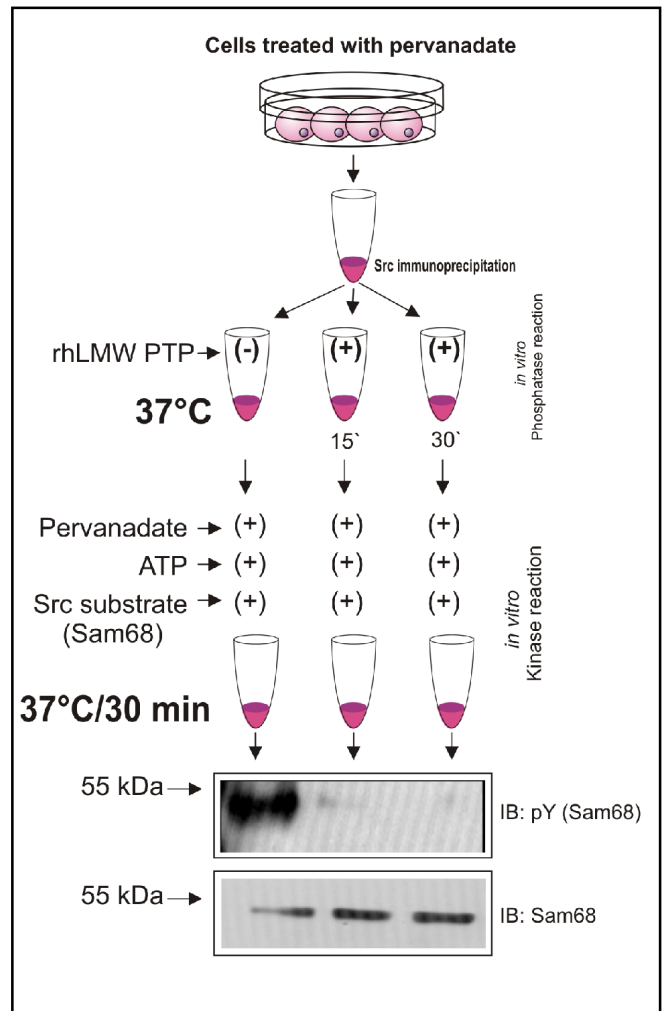 Cells treated with pervanadate
Src immunoprecipitation
rhLMW PTP
(-) (+) (+)
37°C
15` 30`
in vitro
Phosphatase reaction
Pervanadate (+) (+) (+)
ATP (+) (+) (+)
Src substrate (+) (+) (+)
(Sam68)
in vitro
Kinase reaction
37°C/30 min
55 kDa
IB: pY (Sam68)
55 kDa
IB: Sam68